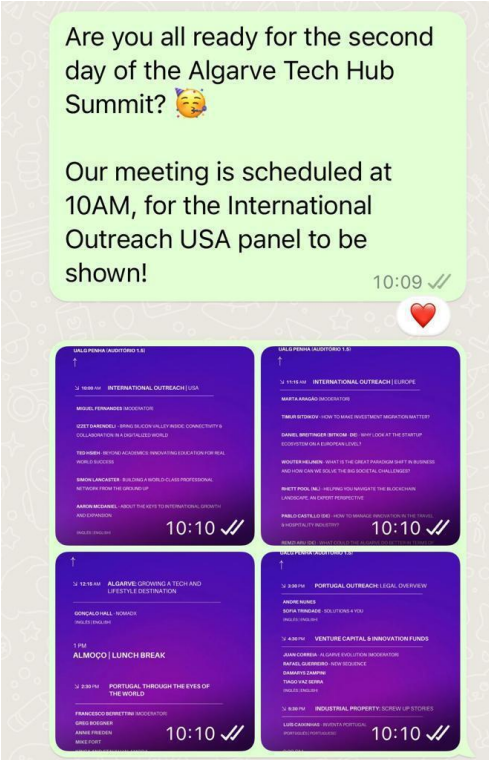 Are you all ready for the second
day of the Algarve Tech Hub
Summit? 🥳
Our meeting is scheduled at
10AM, for the International
Outreach USA panel to be
shown!
10:09
UALG PENHA (AUDITÓRIO 1.5)
↑
10:00 AM INTERNATIONAL OUTREACH | USA
MIGUEL FERNANDES (MODERATOR)
IZZET DARENDELI - BRING SILICON VALLEY INSIDE: CONNECTIVITY &
COLLABORATION IN A DIGITALIZED WORLD
TED HSIEH - BEYOND ACADEMICS: INNOVATING EDUCATION FOR REAL
WORLD SUCCESS
SIMON LANCASTER - BUILDING A WORLD-CLASS PROFESSIONAL
NETWORK FROM THE GROUND UP
AARON MCDANIEL - ABOUT THE KEYS TO INTERNATIONAL GROWTH
AND EXPANSION
INGLÊS | ENGLISH
10:10
UALG PENHA (AUDITÓRIO 1.5)
↑
11:15 AM INTERNATIONAL OUTREACH | EUROPE
MARTA ARAGÃO (MODERATOR)
TIMUR BITOKOV - HOW TO MAKE INVESTMENT MIGRATION MATTER?
DANIEL BREITINGER (BITKOM - DE) - WHY LOOK AT THE STARTUP
ECOSYSTEM ON A EUROPEAN LEVEL?
WOUTER HEIJNEN - WHAT IS THE GREAT PARADIGM SHIFT IN BUSINESS
AND HOW CAN WE SOLVE THE BIG SOCIETAL CHALLENGES?
RHETT POOL (NL) - HELPING YOU NAVIGATE THE BLOCKCHAIN
LANDSCAPE, AN EXPERT PERSPECTIVE
PABLO CASTILLO (DE) - HOW TO MANAGE INNOVATION IN THE TRAVEL
& HOSPITALITY INDUSTRY?
10:10
↑
12:15 AM ALGARVE: GROWING A TECH AND
LIFESTYLE DESTINATION
GONÇALO HALL - NOMADX
INGLÊS | ENGLISH
1 PM
ALMOÇO | LUNCH BREAK
2:30 PM PORTUGAL THROUGH THE EYES OF
THE WORLD
FRANCESCO BERRETTINI (MODERATOR)
GREG BOEGNER
ANNIE FRIEDEN
MIKE FORT
10:10
UALG PENHA (AUDITÓRIO 1.5)
↑
3:30 PM PORTUGAL OUTREACH: LEGAL OVERVIEW
ANDRE NUNES
SOFIA TRINDADE - SOLUTIONS 4 YOU
INGLÊS | ENGLISH
4:30 PM VENTURE CAPITAL & INNOVATION FUNDS
JUAN CORREIA - ALGARVE EVOLUTION (MODERATOR)
RAFAEL GUERREIRO - NEW SEQUENCE
DAMARYS ZAMPINI
TIAGO VAZ SERRA
INGLÊS | ENGLISH
5:30 PM INDUSTRIAL PROPERTY: SCREW UP STORIES
LUÍS CAIXINHAS - INVENTA PORTUGAL
PORTUGUÊS | PORTUGUESE
10:10